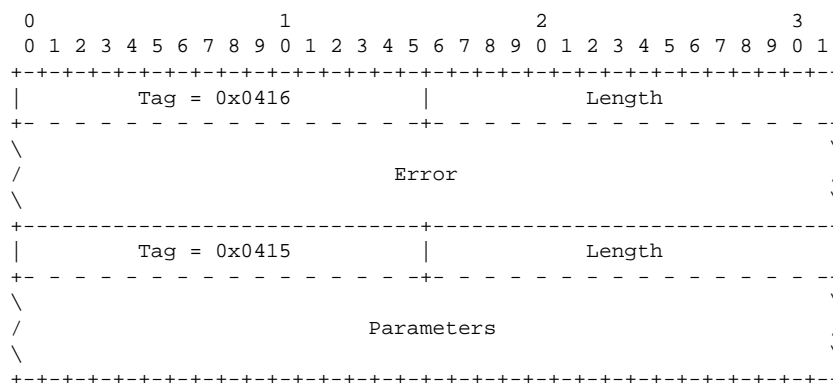 0                   1                   2                   3
 0 1 2 3 4 5 6 7 8 9 0 1 2 3 4 5 6 7 8 9 0 1 2 3 4 5 6 7 8 9 0 1
+-+-+-+-+-+-+-+-+-+-+-+-+-+-+-+-+-+-+-+-+-+-+-+-+-+-+-+-+-+-+-+-
|         Tag = 0x0416          |            Length
+- - - - - - - - - - - - - - - -+- - - - - - - - - - - - - - - --
\                                                               \
/                             Error                             /
\                                                               \
+-------------------------------+--------------------------------
|         Tag = 0x0415          |            Length
+- - - - - - - - - - - - - - - -+- - - - - - - - - - - - - - - --
\                                                               \
/                           Parameters                          /
\                                                               \
+-+-+-+-+-+-+-+-+-+-+-+-+-+-+-+-+-+-+-+-+-+-+-+-+-+-+-+-+-+-+-+-